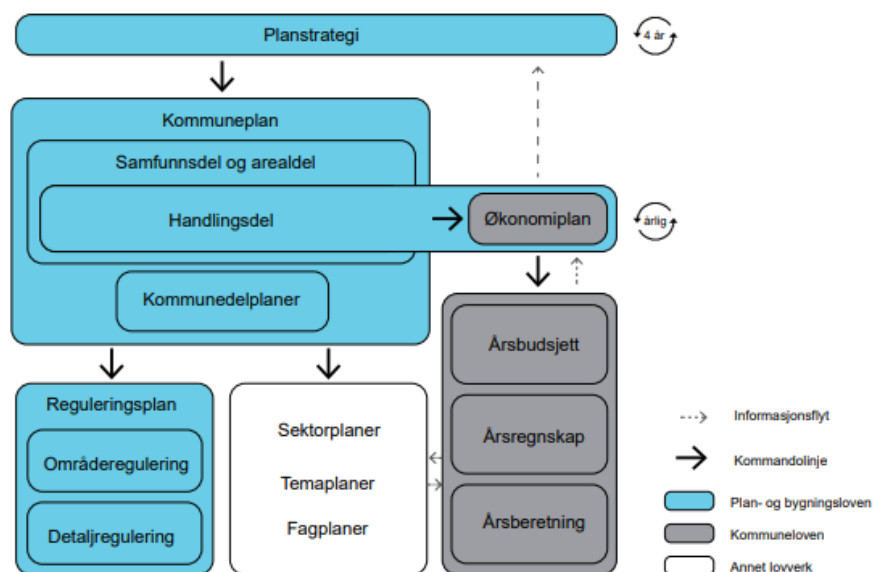 Planstrategi
4 år
Kommuneplan
Samfunnsdel og arealdel
Handlingsdel
Økonomiplan
årlig
Kommunedelplaner
Årsbudsjett
Reguleringsplan
Områderegulering
Detaljregulering
Sektorplaner
Temaplaner
Fagplaner
Årsregnskap
Årsberetning
Informasjonsflyt
Kommandolinje
Plan- og bygningsloven
Kommuneloven
Annet lovverk